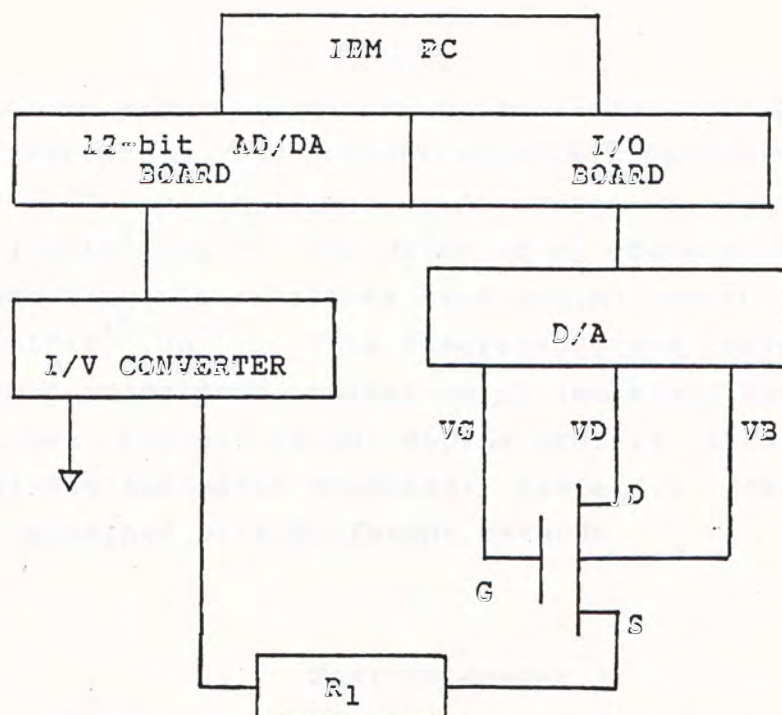 IBM PC
12-bit AD/DA
BOARD
I/O
BOARD
I/V CONVERTER
D/A
VG VD VB
D
G
S
R1